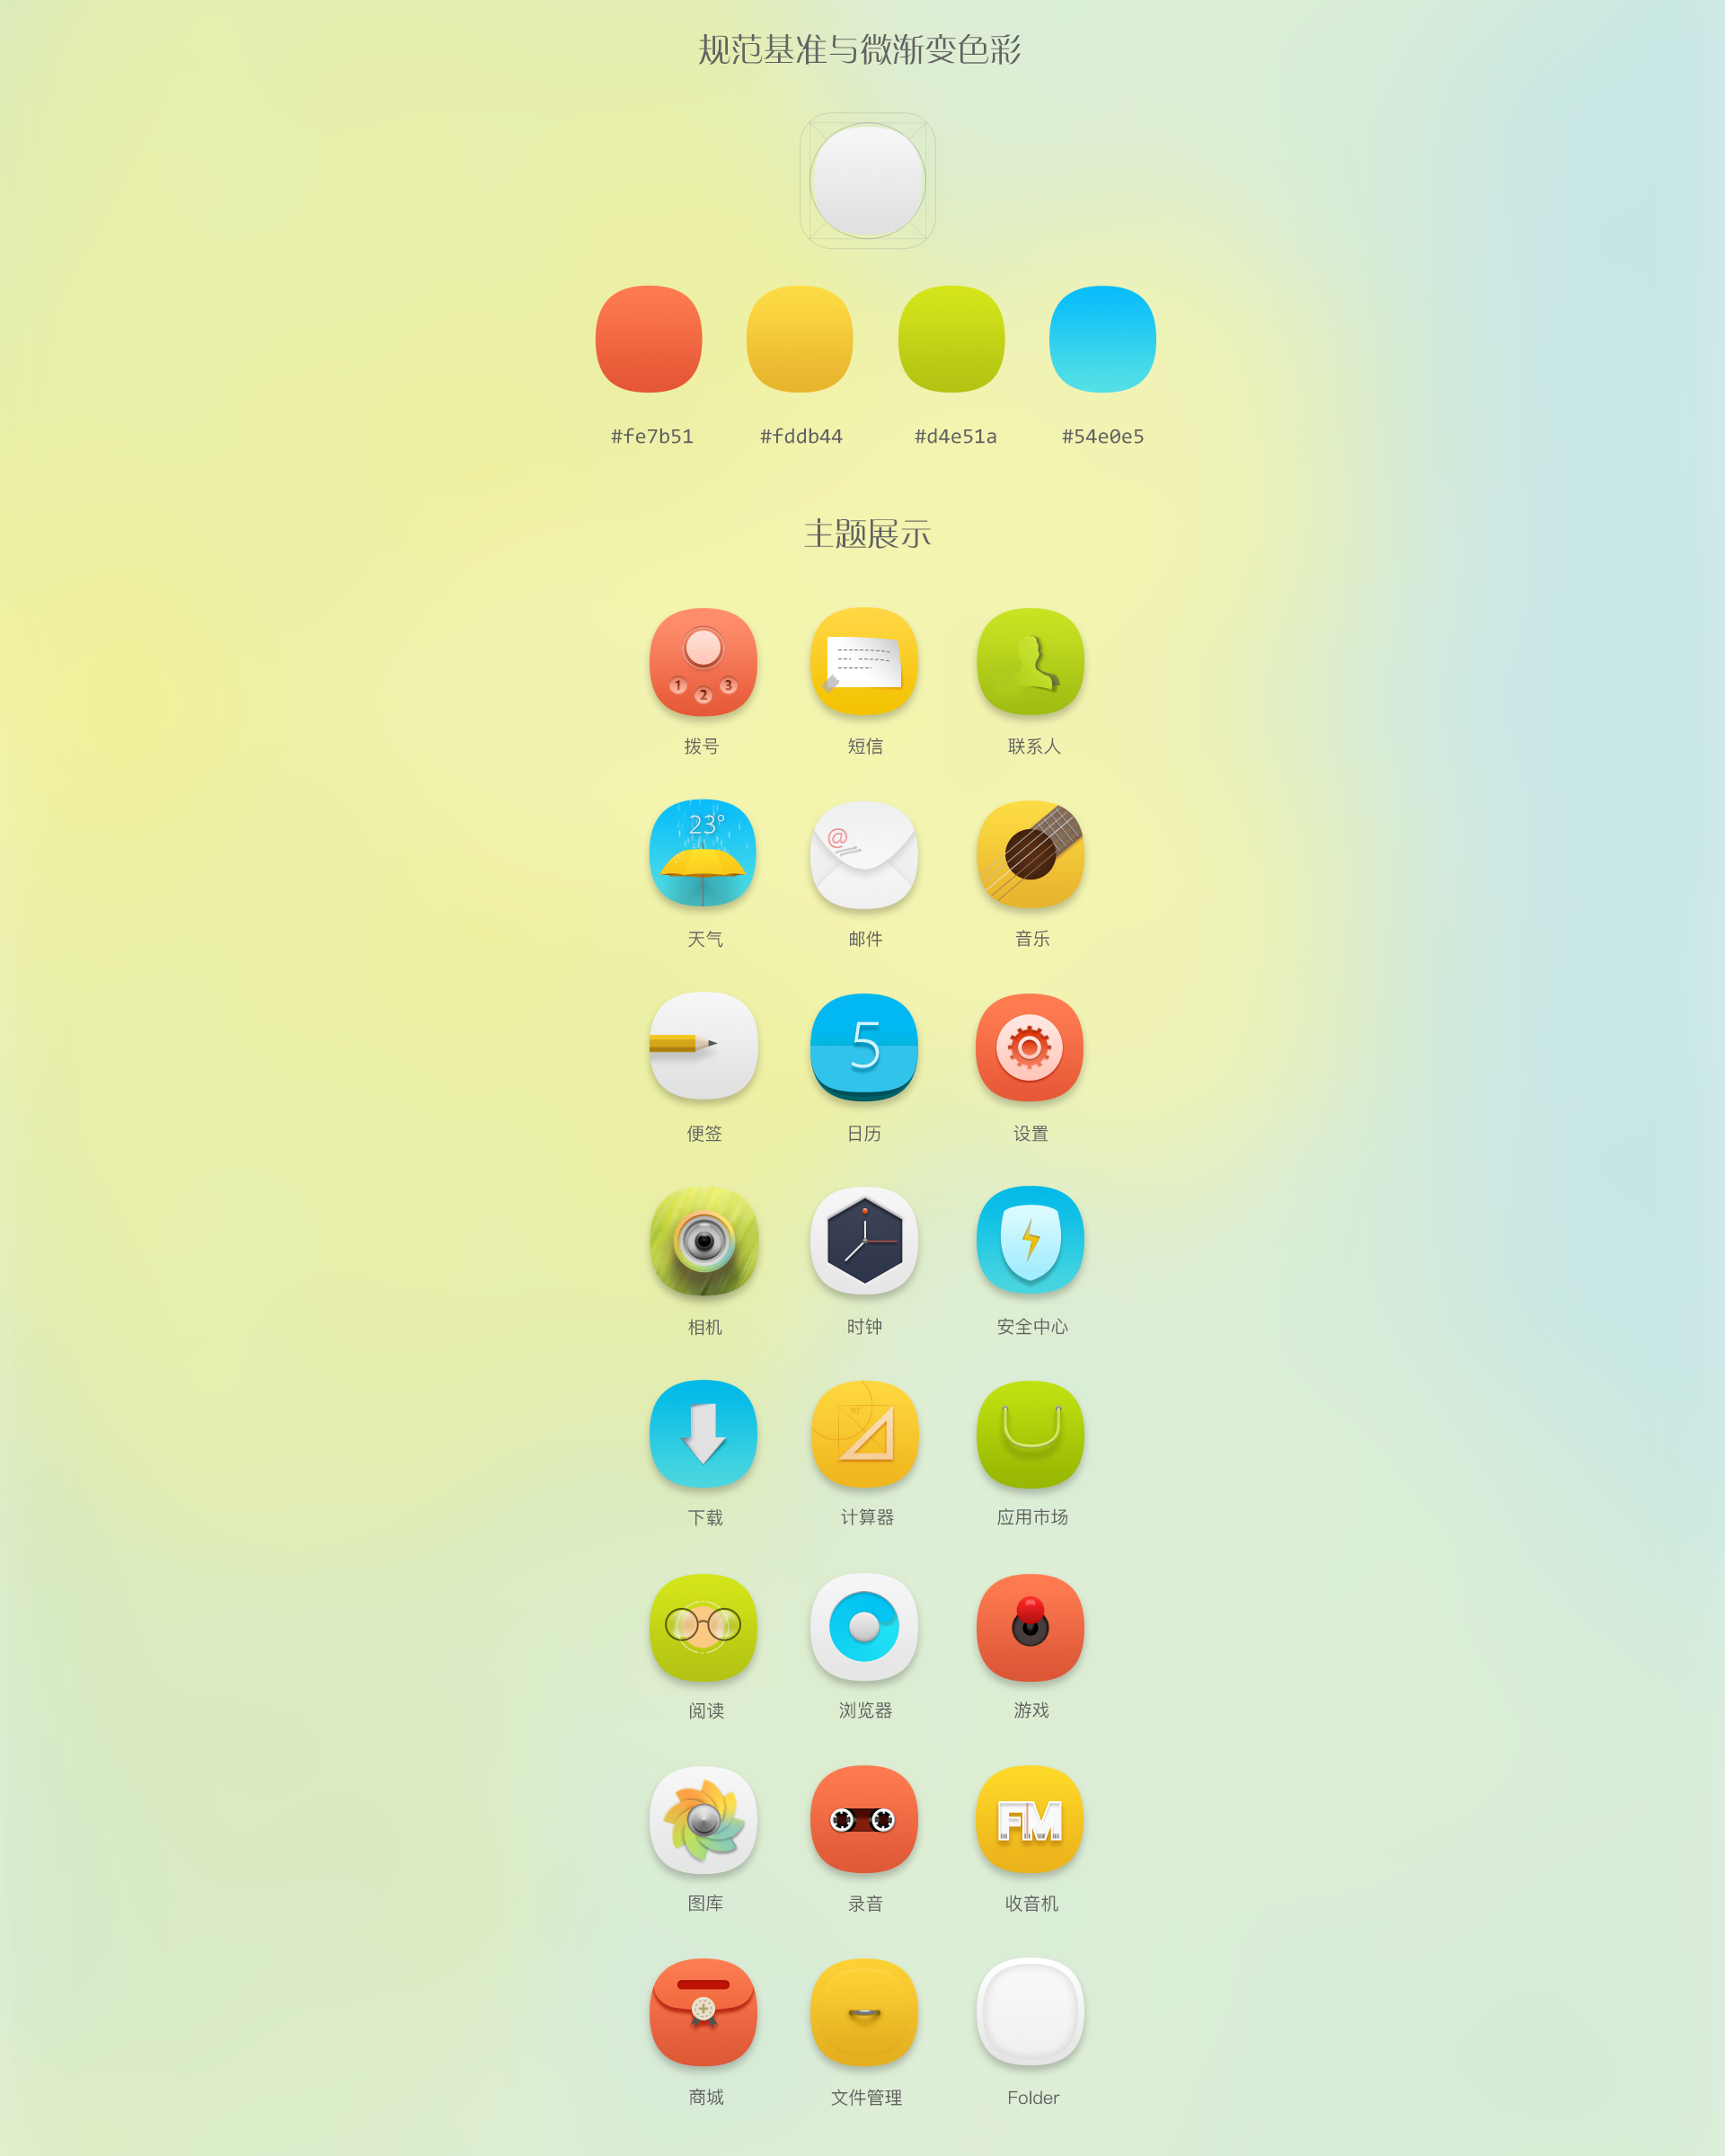 规范基准与微渐变色彩
#fe7b51 #fddb44 #d4e51a #54e0e5
主题展示
1 2 3
拨号 短信 联系人
23°
@
天气 邮件 音乐
5
便签 日历 设置
相机 时钟 安全中心
90°
下载 计算器 应用市场
阅读 浏览器 游戏
FM
图库 录音 收音机
商城 文件管理 Folder